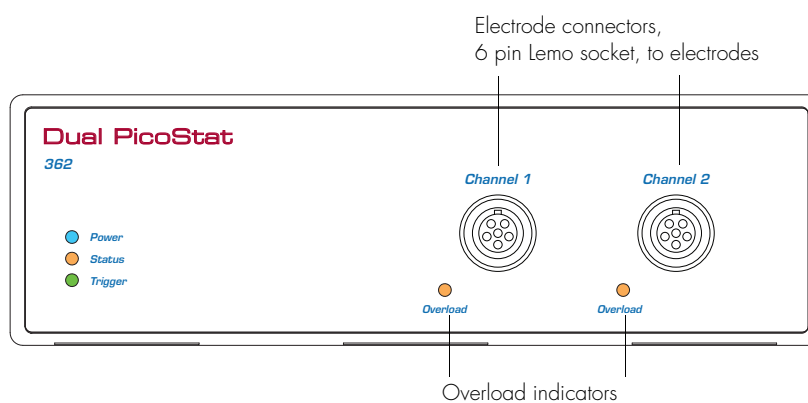 Electrode connectors,
6 pin Lemo socket, to electrodes
Dual PicoStat
362
Channel 1
Channel 2
Power
Status
Trigger
Overload
Overload
Overload indicators